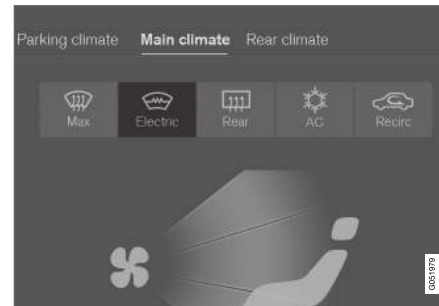 Parking climate Main climate Rear climate
Max Electric Rear AC Recirc
G051979